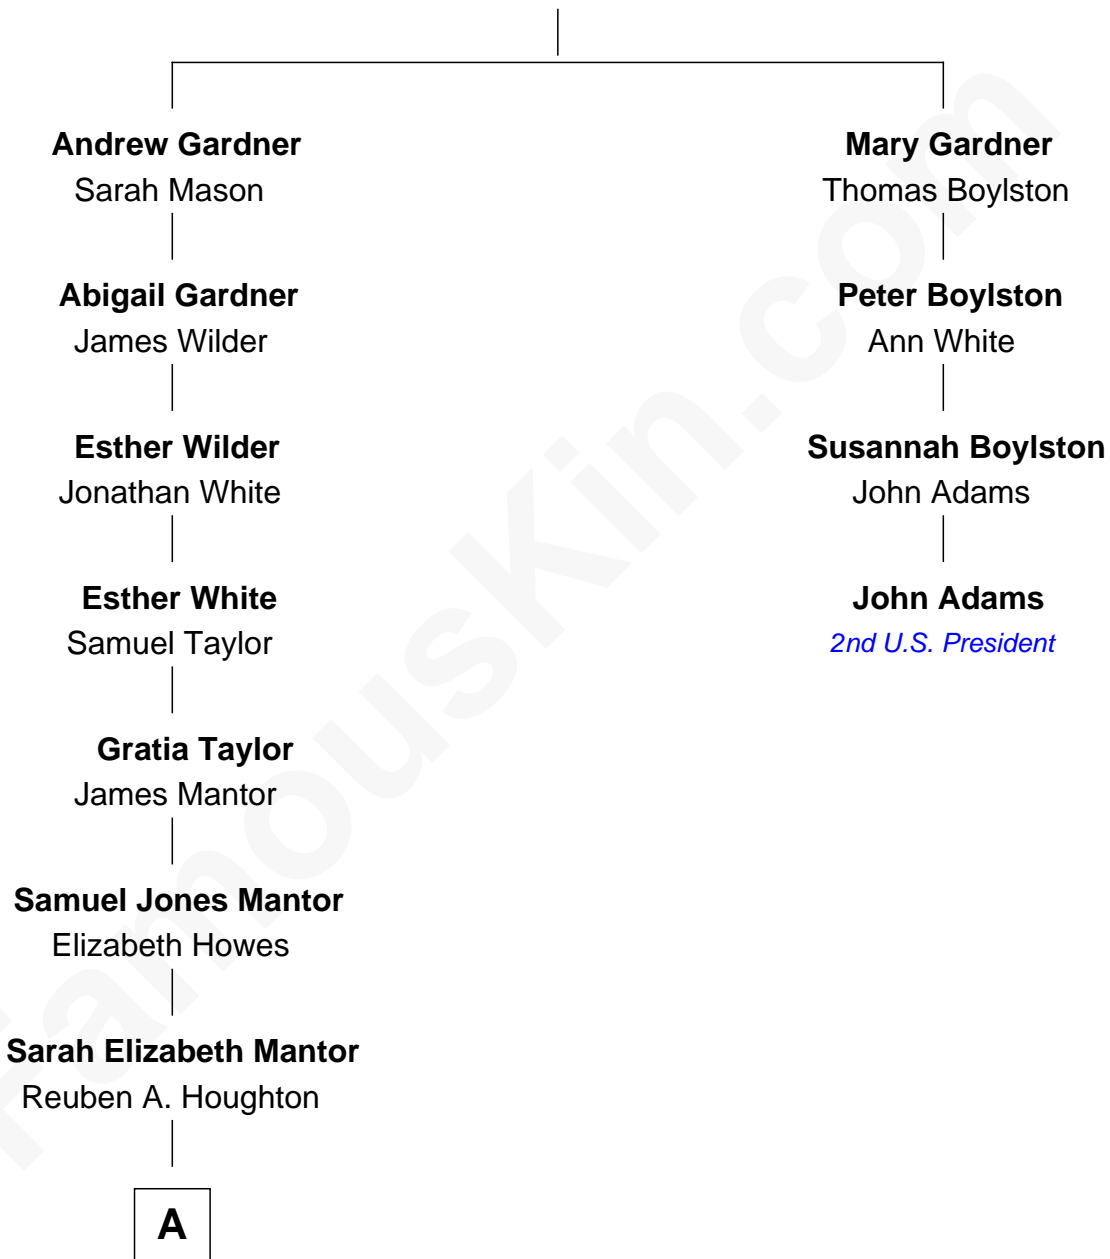 Andrew Gardner
Sarah Mason
Mary Gardner
Thomas Boylston
Abigail Gardner
James Wilder
Peter Boylston
Ann White
Esther Wilder
Jonathan White
Susannah Boylston
John Adams
Esther White
Samuel Taylor
John Adams
2nd U.S. President
Gratia Taylor
James Mantor
Samuel Jones Mantor
Elizabeth Howes
Sarah Elizabeth Mantor
Reuben A. Houghton
A
FamousKin.com